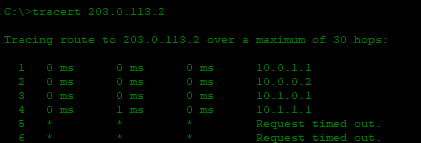 C:\>tracert 203.0.113.2
Tracing route to 203.0.113.2 over a maximum of 30 hops:
1 0 ms 0 ms 0 ms 10.0.1.1
2 0 ms 0 ms 0 ms 10.0.0.2
3 0 ms 0 ms 0 ms 10.1.0.1
4 0 ms 1 ms 0 ms 10.1.1.1
5 * * * Request timed out.
6 * * * Request timed out.